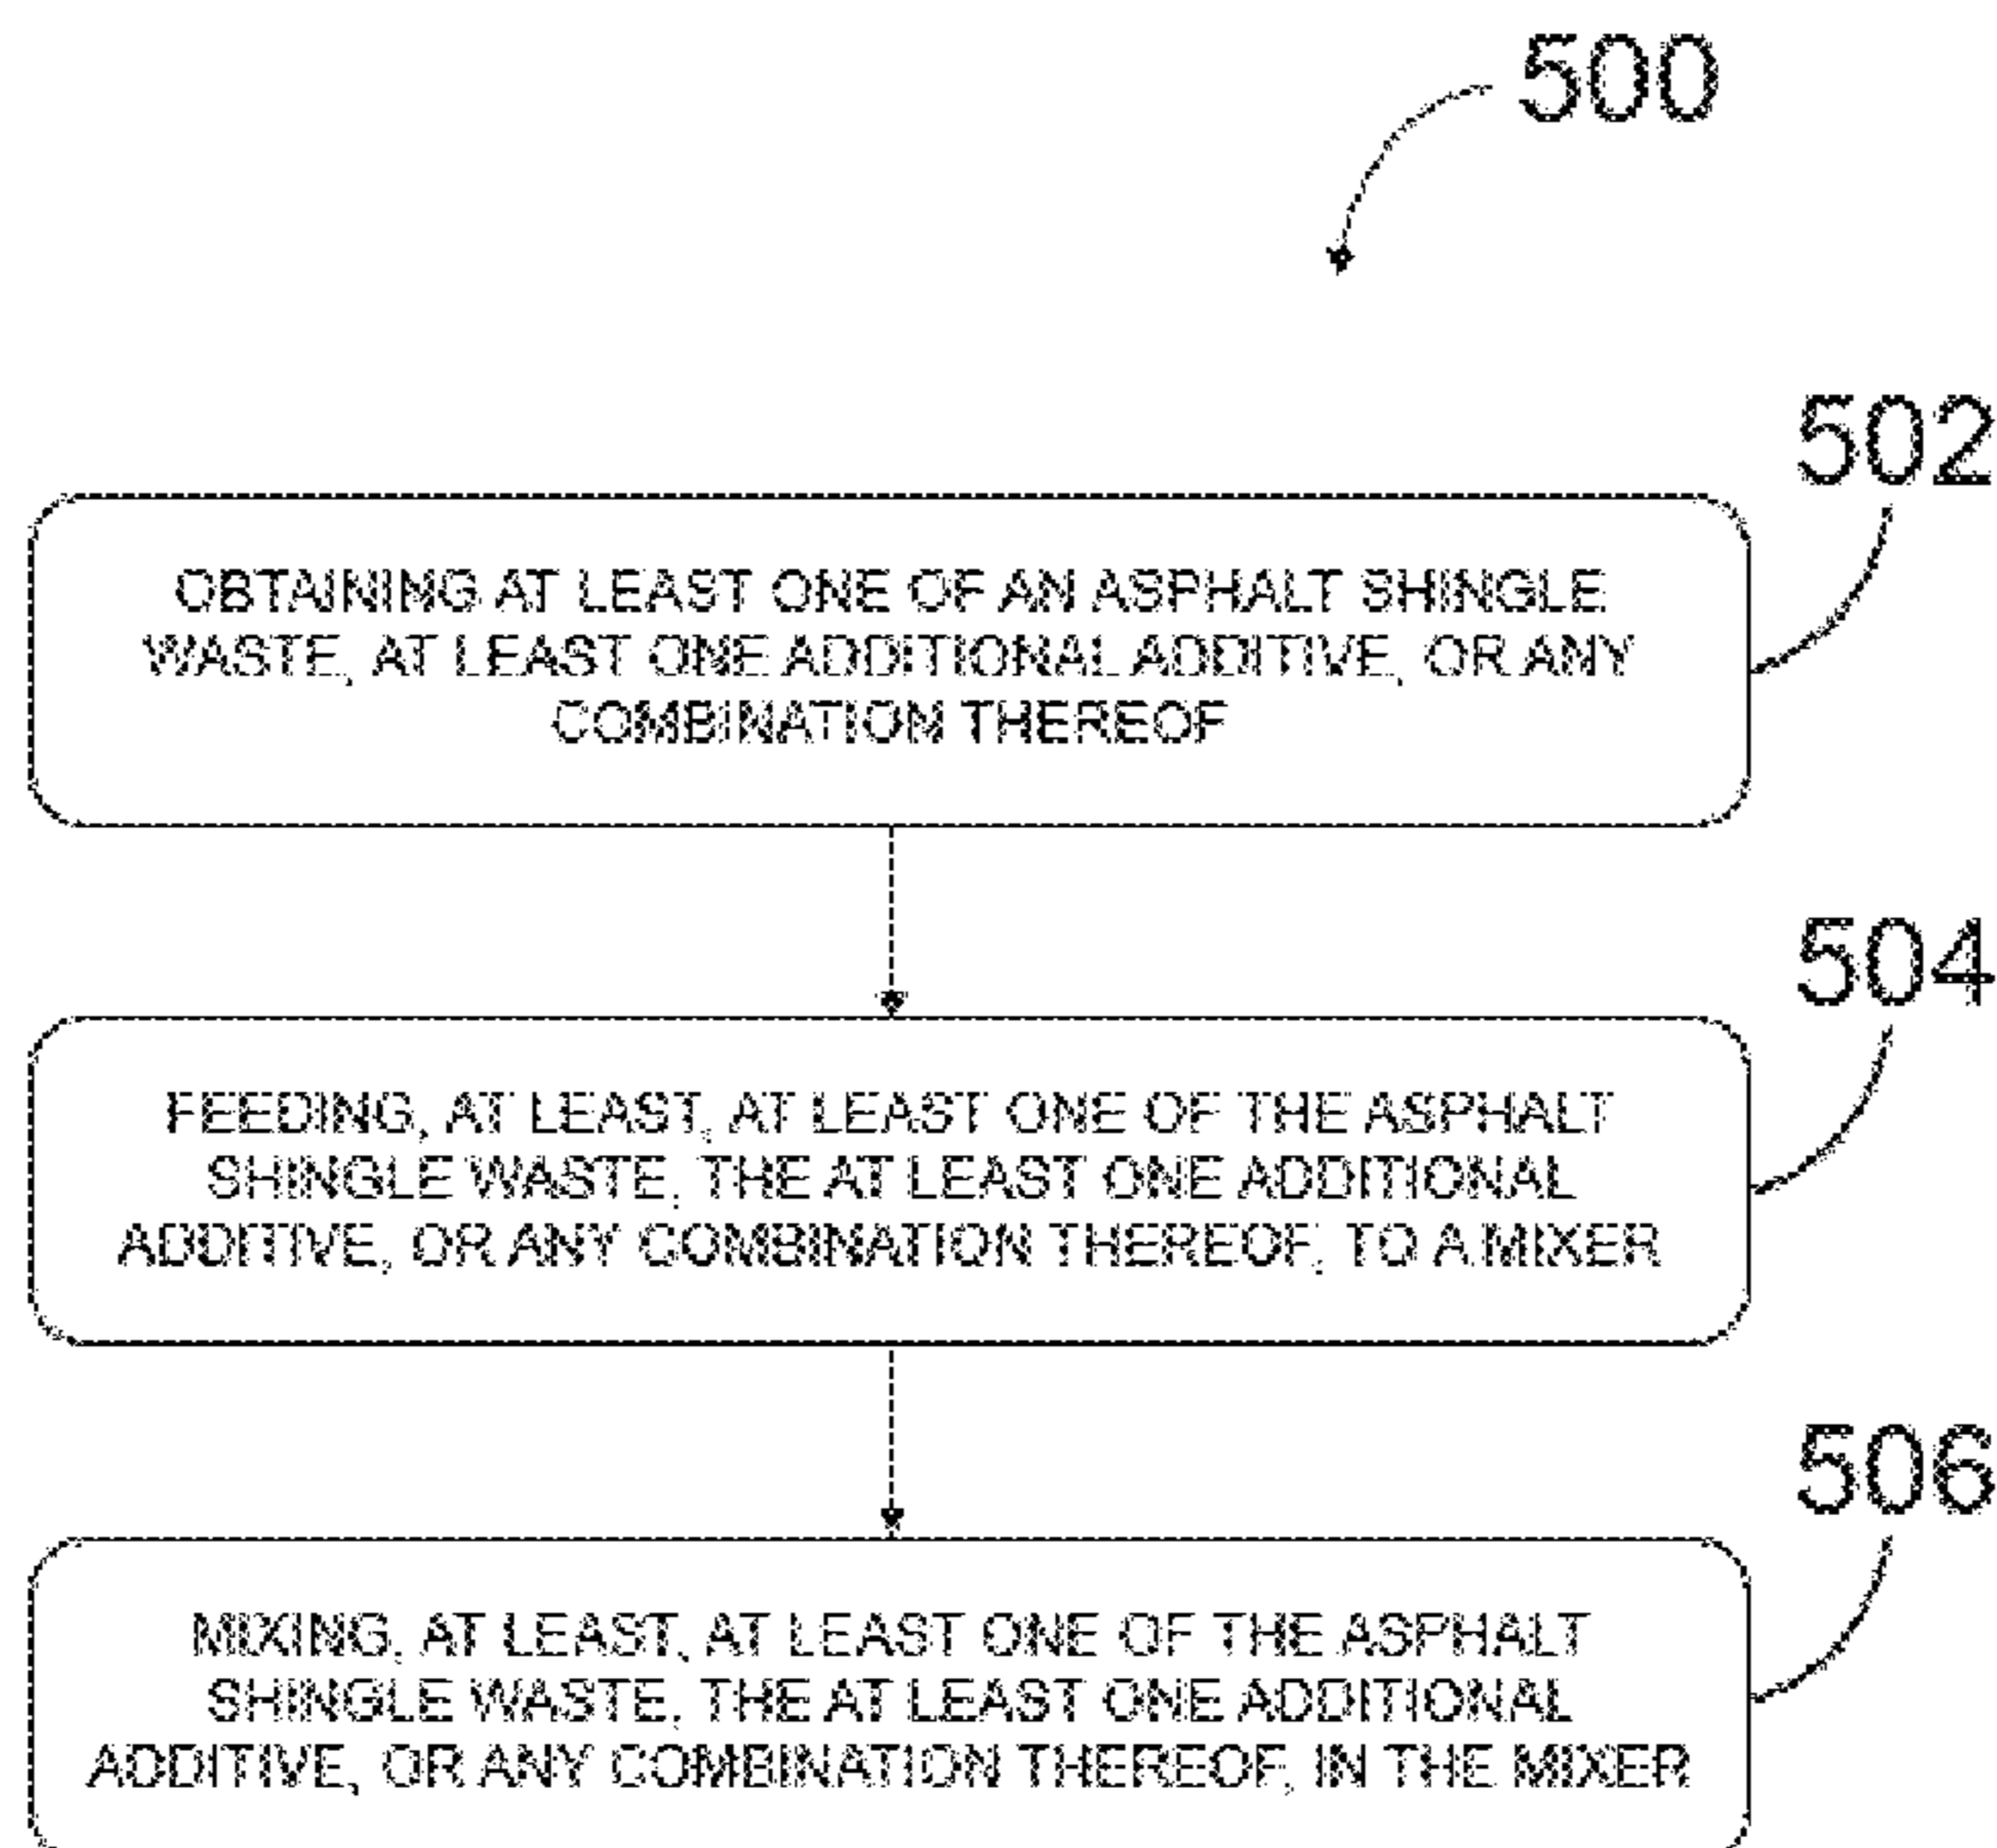 500
502
OBTAINING AT LEAST ONE OF AN ASPHALT SHINGLE
WASTE, AT LEAST ONE ADDITIONAL ADDITIVE, OR ANY
COMBINATION THEREOF
504
FEEDING, AT LEAST, AT LEAST ONE OF THE ASPHALT
SHINGLE WASTE, THE AT LEAST ONE ADDITIONAL
ADDITIVE, OR ANY COMBINATION THEREOF, TO A MIXER
506
MIXING, AT LEAST, AT LEAST ONE OF THE ASPHALT
SHINGLE WASTE, THE AT LEAST ONE ADDITIONAL
ADDITIVE, OR ANY COMBINATION THEREOF, IN THE MIXER